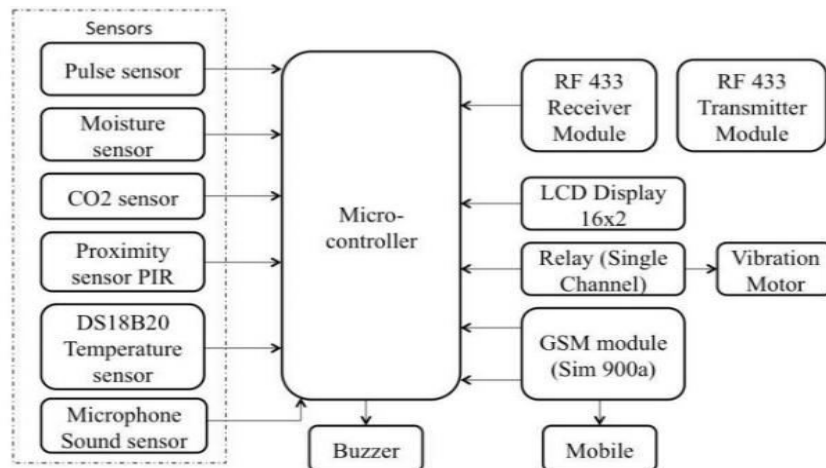 Sensors
Pulse sensor
Moisture
sensor
CO2 sensor
Proximity
sensor PIR
DS18B20
Temperature
sensor
Microphone
Sound sensor
Micro-
controller
Buzzer
RF 433
Receiver
Module
RF 433
Transmitter
Module
LCD Display
16x2
Relay (Single
Channel)
Vibration
Motor
GSM module
(Sim 900a)
Mobile